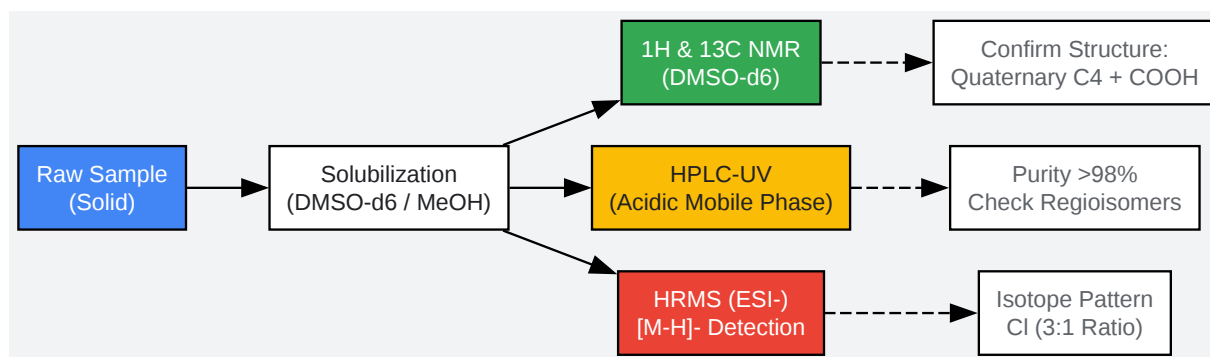 1H & 13C NMR
(DMSO-d6)
Confirm Structure:
Quaternary C4 + COOH
Raw Sample
(Solid)
Solubilization
(DMSO-d6 / MeOH)
HPLC-UV
(Acidic Mobile Phase)
Purity >98%
Check Regioisomers
HRMS (ESI-)
[M-H]- Detection
Isotope Pattern
Cl (3:1 Ratio)